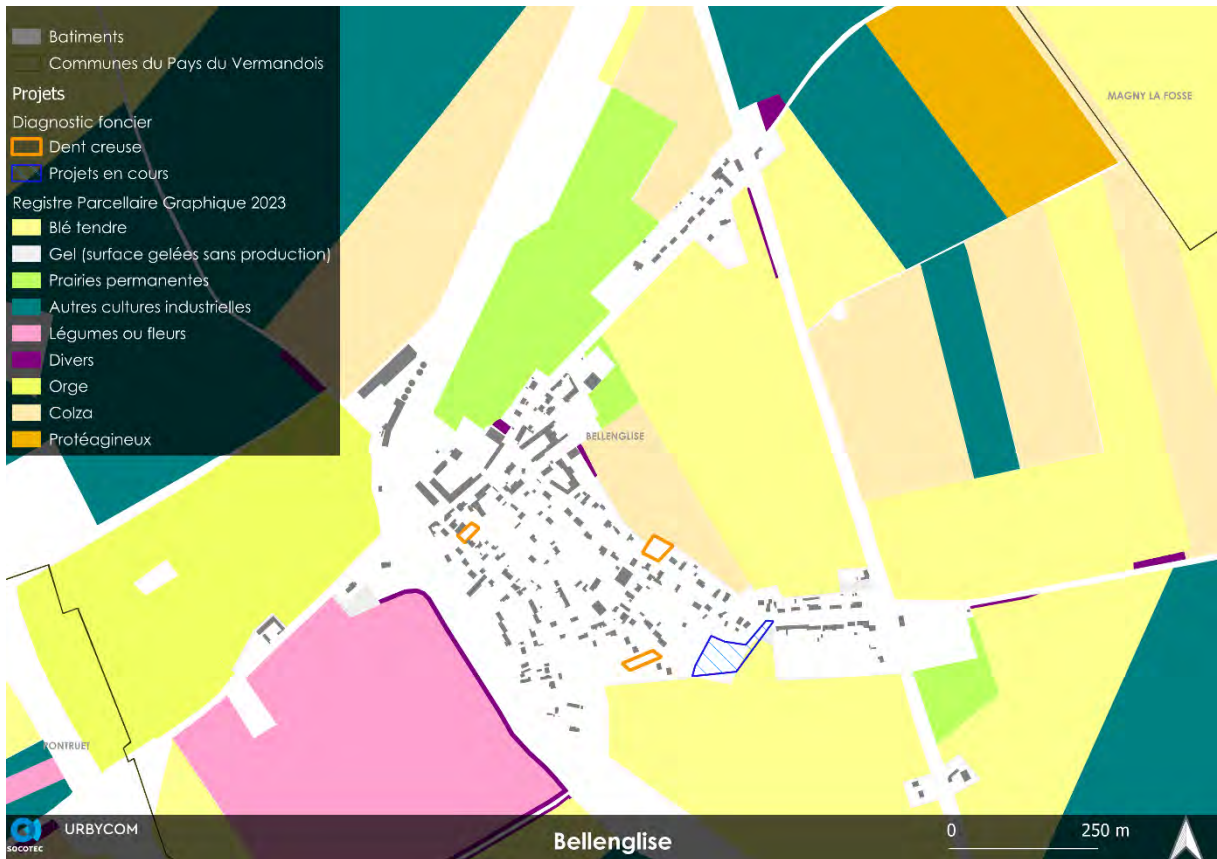 Batiments
Communes du Pays du Vermandois
Projets
Diagnostic foncier
Dent creuse
Projets en cours
Registre Parcellaire Graphique 2023
Blé tendre
Gel (surface gelées sans production)
Prairies permanentes
Autres cultures industrielles
Légumes ou fleurs
Divers
Orge
Colza
Protéagineux
MAGNY LA FOSSE
BELLENGLISE
PONTRUET
SOCOTEC
URBYCOM
Bellenglise
0 250 m